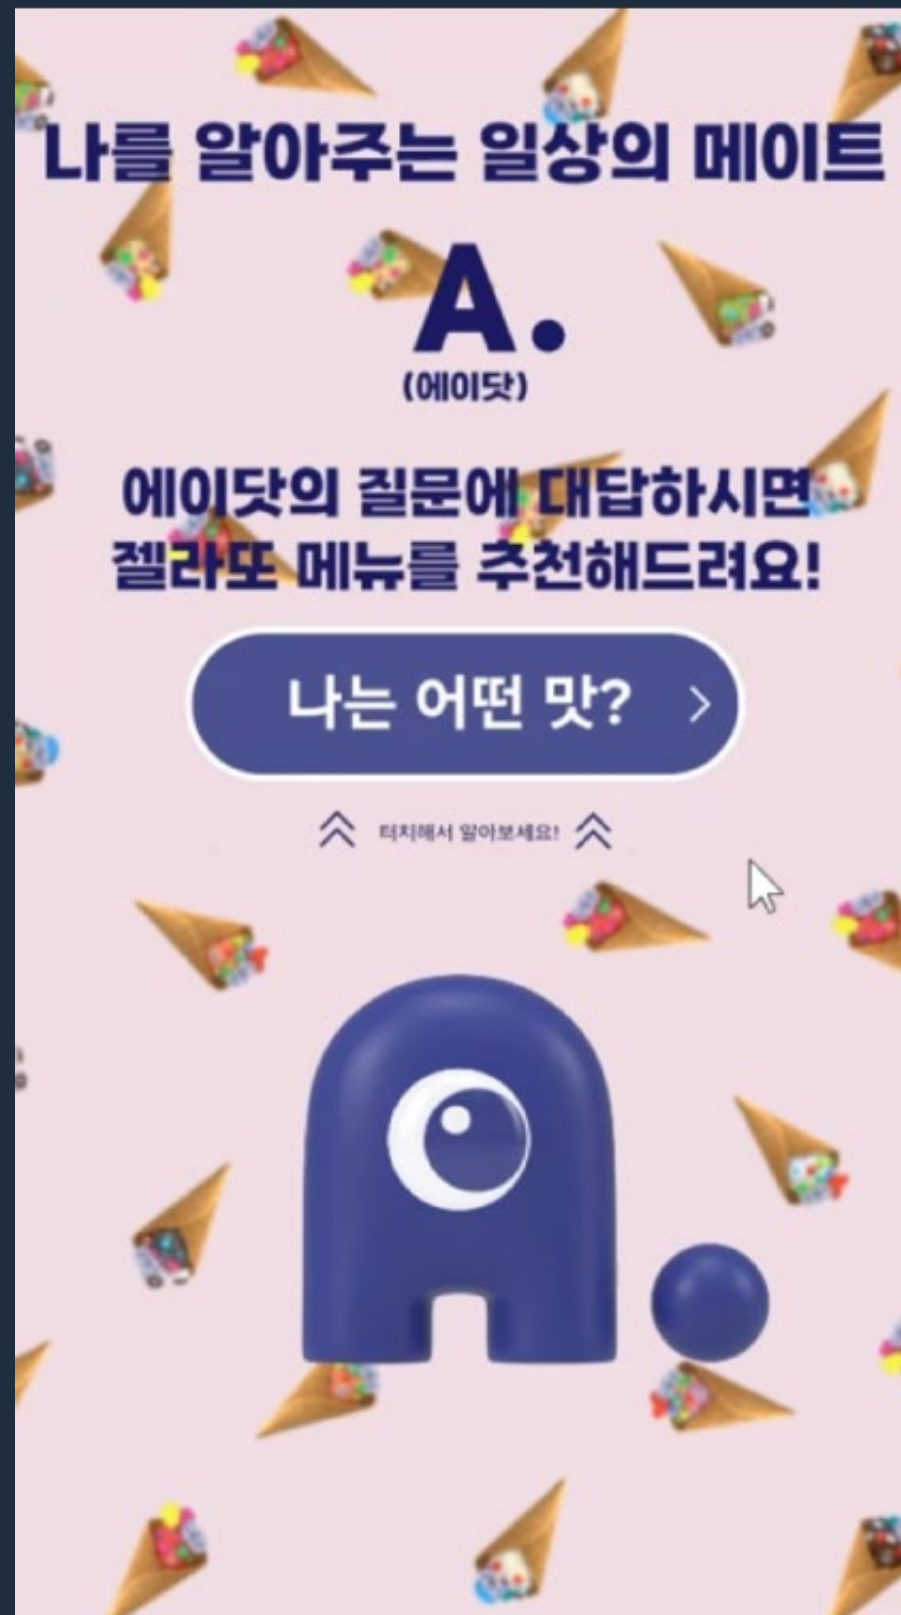 나를 알아주는 일상의 메이트
A.
(에이닷)
에이닷의 질문에 대답하시면
젤라또 메뉴를 추천해드려요!
나는 어떤 맛?
터치해서 알아보세요!